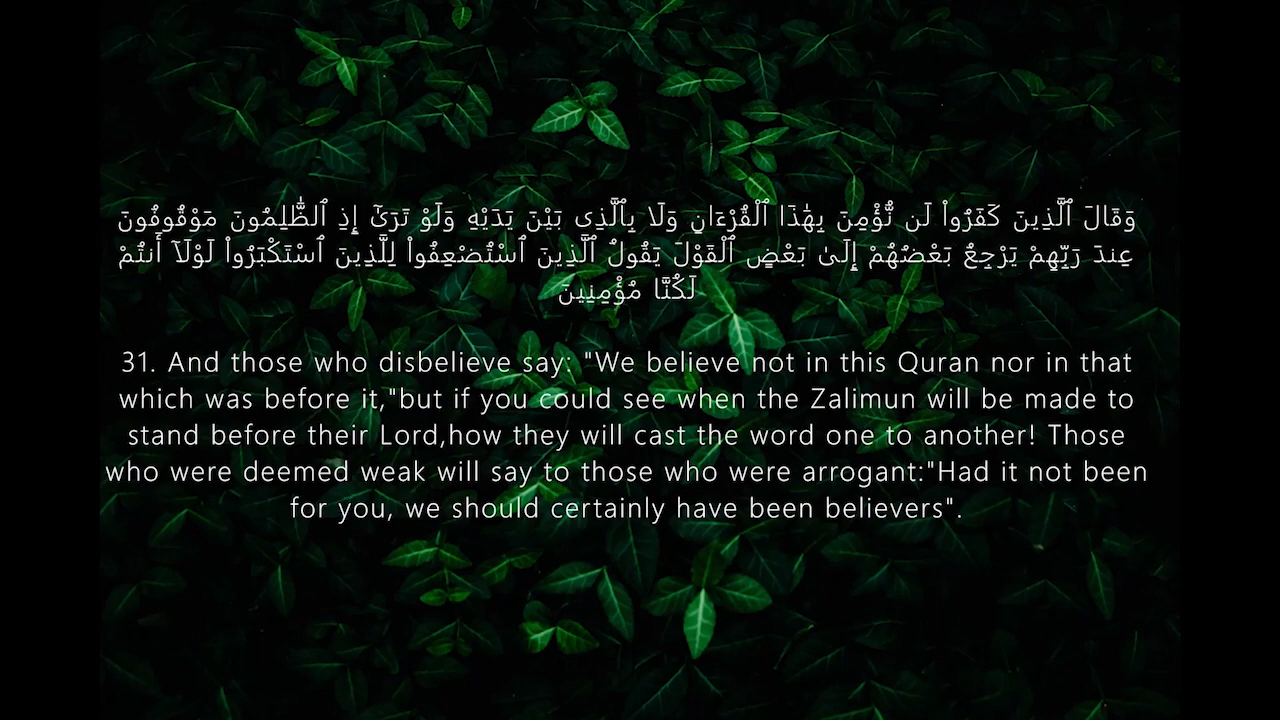 وَقَالَ ٱلَّذِينَ كَفَرُوا۟ لَن نُّؤْمِنَ بِهَٰذَا ٱلْقُرْءَانِ وَلَا بِٱلَّذِى بَيْنَ يَدَيْهِ وَلَوْ تَرَىٰٓ إِذِ ٱلظَّٰلِمُونَ مَوْقُوفُونَ
عِندَ رَبِّهِمْ يَرْجِعُ بَعْضُهُمْ إِلَىٰ بَعْضٍ ٱلْقَوْلَ يَقُولُ ٱلَّذِينَ ٱسْتُضْعِفُوا۟ لِلَّذِينَ ٱسْتَكْبَرُوا۟ لَوْلَآ أَنتُمْ
لَكُنَّا مُؤْمِنِينَ
31. And those who disbelieve say: "We believe not in this Quran nor in that
which was before it,"but if you could see when the Zalimun will be made to
stand before their Lord,how they will cast the word one to another! Those
who were deemed weak will say to those who were arrogant:"Had it not been
for you, we should certainly have been believers".